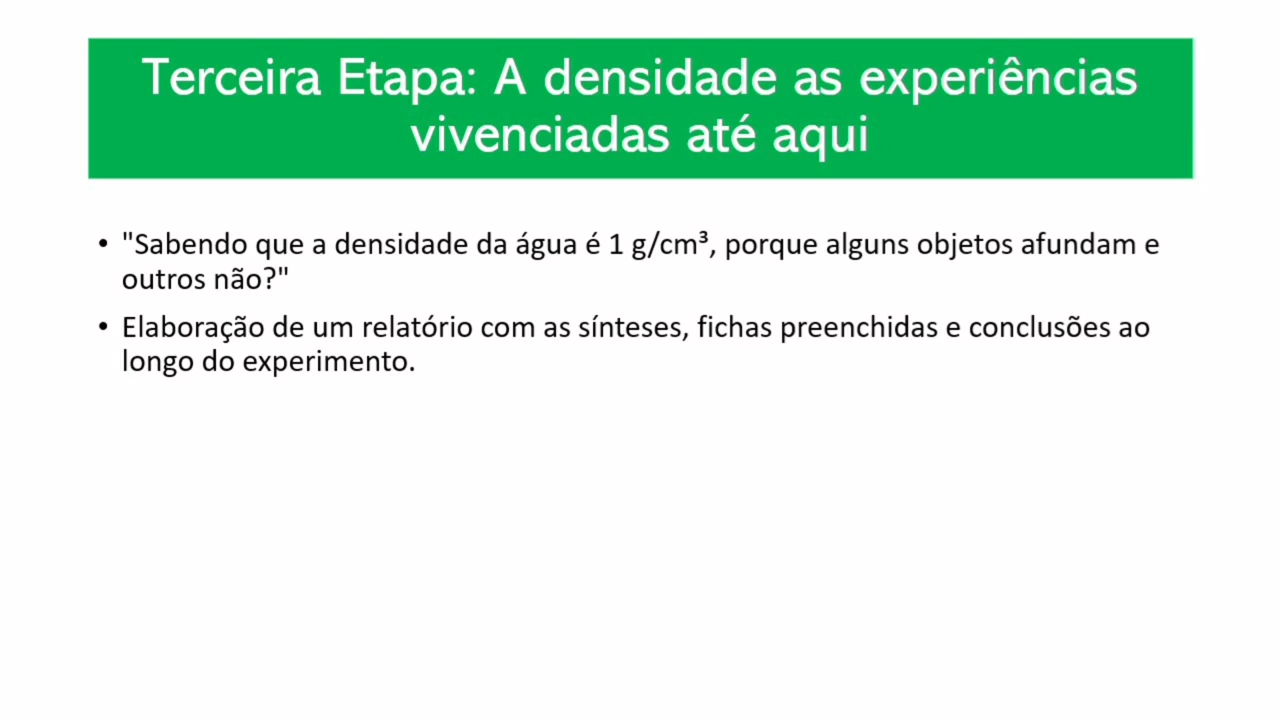 Terceira Etapa: A densidade as experiências
vivenciadas até aqui
• "Sabendo que a densidade da água é 1 g/cm³, porque alguns objetos afundam e
outros não?"
• Elaboração de um relatório com as sínteses, fichas preenchidas e conclusões ao
longo do experimento.